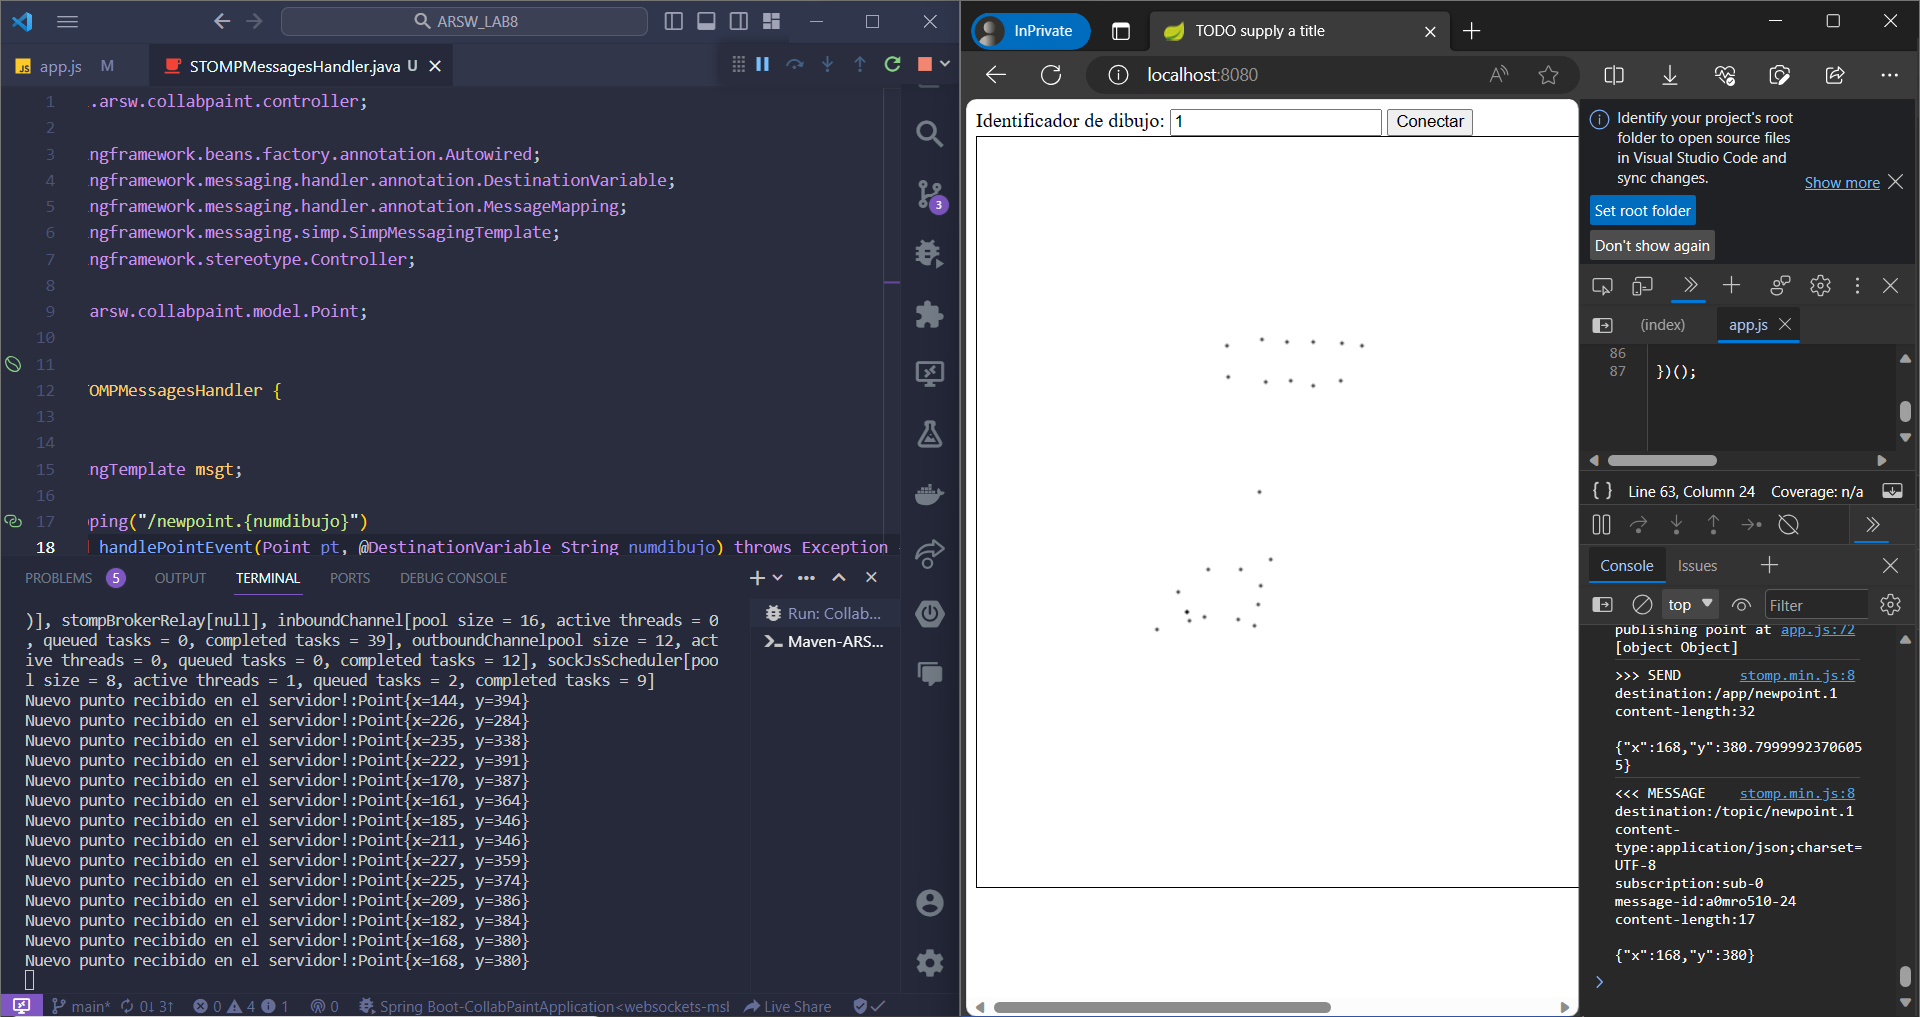 ARSW_LAB8
app.js M
STOMPMessagesHandler.java U
1 .arsw.collabpaint.controller;
2
3 ngframework.beans.factory.annotation.Autowired;
4 ngframework.messaging.handler.annotation.DestinationVariable;
5 ngframework.messaging.handler.annotation.MessageMapping;
6 ngframework.messaging.simp.SimpMessagingTemplate;
7 ngframework.stereotype.Controller;
8
9 arsw.collabpaint.model.Point;
10
11
12 OMPMessagesHandler {
13
14
15 ngTemplate msgt;
16
17 ping("/newpoint.{numdibujo}")
18 handlePointEvent(Point pt, @DestinationVariable String numdibujo) throws Exception
3
PROBLEMS 5 OUTPUT TERMINAL PORTS DEBUG CONSOLE
)], stompBrokerRelay[null], inboundChannel[pool size = 16, active threads = 0
, queued tasks = 0, completed tasks = 39], outboundChannelpool size = 12, act
ive threads = 0, queued tasks = 0, completed tasks = 12], sockJsScheduler[poo
l size = 8, active threads = 1, queued tasks = 2, completed tasks = 9]
Nuevo punto recibido en el servidor!:Point{x=144, y=394}
Nuevo punto recibido en el servidor!:Point{x=226, y=284}
Nuevo punto recibido en el servidor!:Point{x=235, y=338}
Nuevo punto recibido en el servidor!:Point{x=222, y=391}
Nuevo punto recibido en el servidor!:Point{x=170, y=387}
Nuevo punto recibido en el servidor!:Point{x=161, y=364}
Nuevo punto recibido en el servidor!:Point{x=185, y=346}
Nuevo punto recibido en el servidor!:Point{x=211, y=346}
Nuevo punto recibido en el servidor!:Point{x=227, y=359}
Nuevo punto recibido en el servidor!:Point{x=225, y=374}
Nuevo punto recibido en el servidor!:Point{x=209, y=386}
Nuevo punto recibido en el servidor!:Point{x=182, y=384}
Nuevo punto recibido en el servidor!:Point{x=168, y=380}
Nuevo punto recibido en el servidor!:Point{x=168, y=380}
Run: Collab...
Maven-ARS...
main* 0↓ 3↑ 0 4 1 0 Spring Boot-CollabPaintApplication<websockets-msl Live Share
InPrivate
TODO supply a title
localhost:8080
Identificador de dibujo: 1 Conectar
Identify your project's root
folder to open source files
in Visual Studio Code and
sync changes.
Show more
Set root folder
Don't show again
(index) app.js
86
87 })();
{ } Line 63, Column 24 Coverage: n/a
Console Issues
top Filter
publishing point at app.js:72
[object Object]
>>> SEND stomp.min.js:8
destination:/app/newpoint.1
content-length:32
{"x":168,"y":380.7999992370605
5}
<<< MESSAGE stomp.min.js:8
destination:/topic/newpoint.1
content-
type:application/json;charset=
UTF-8
subscription:sub-0
message-id:a0mro510-24
content-length:17
{"x":168,"y":380}